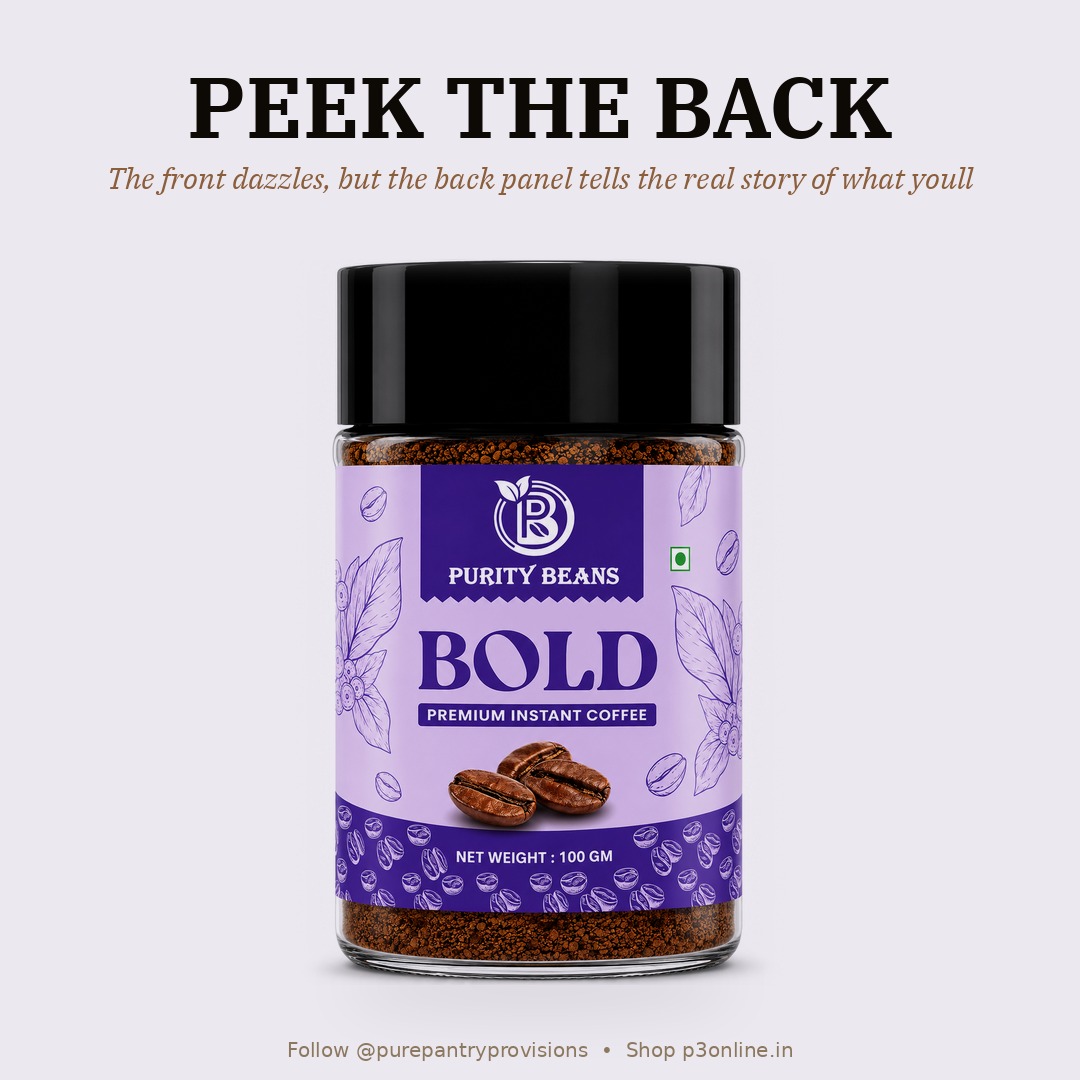 PEEK THE BACK
The front dazzles, but the back panel tells the real story of what youll
PURITY BEANS
BOLD
PREMIUM INSTANT COFFEE
NET WEIGHT : 100 GM
Follow @purepantryprovisions • Shop p3online.in